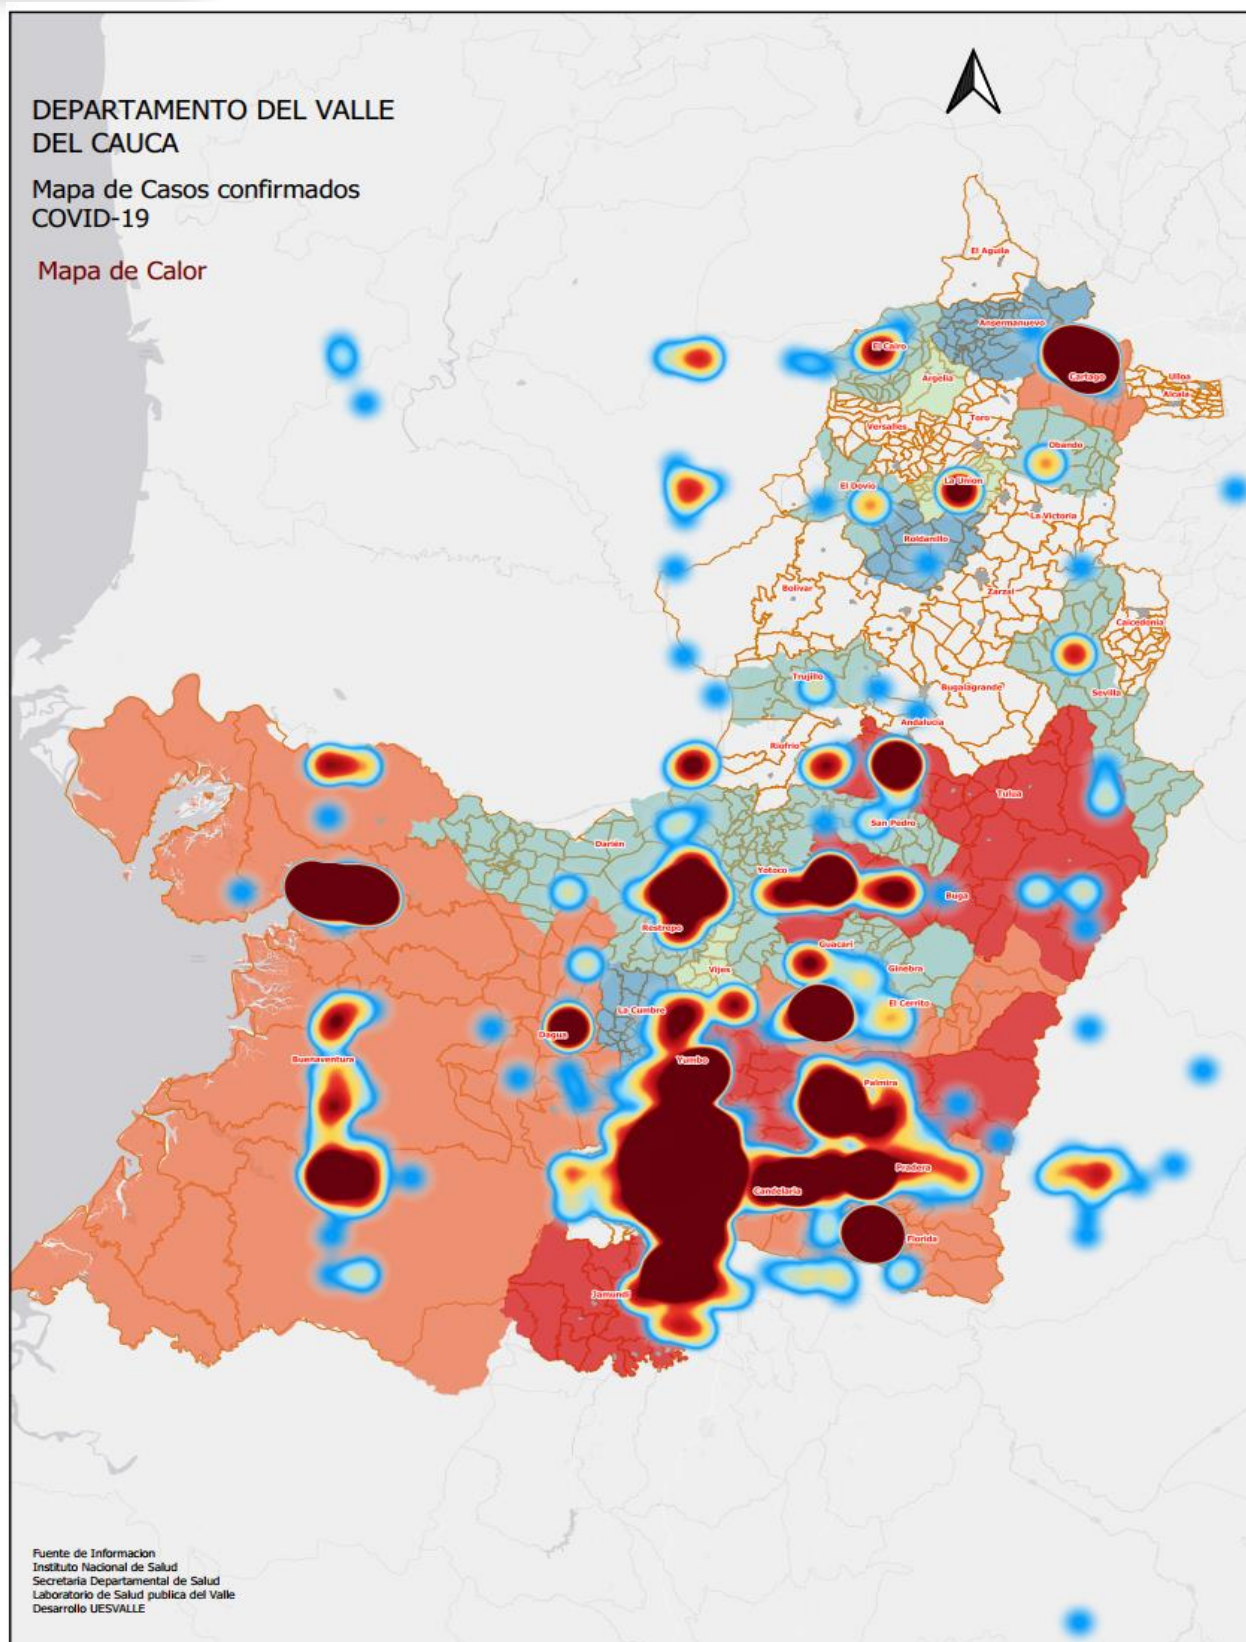 DEPARTAMENTO DEL VALLE
DEL CAUCA
Mapa de Casos confirmados
COVID-19
Mapa de Calor
El Aguila
Ansermanuevo
El Cairo
Cartago
Ulloa
Argelia
Alcala
Toro
Versalles
Obando
La Union
El Dovio
La Victoria
Roldanillo
Bolivar
Zarzal
Caicedonia
Trujillo
Bugalagrande
Sevilla
Andalucia
Riofrio
Tulua
San Pedro
Darien
Yotoco
Buga
Restrepo
Guacari
Vijes
Ginebra
El Cerrito
La Cumbre
Dagua
Buenaventura
Yumbo
Palmira
Pradera
Candelaria
Florida
Jamundi
Fuente de Informacion
Instituto Nacional de Salud
Secretaria Departamental de Salud
Laboratorio de Salud publica del Valle
Desarrollo UESVALLE